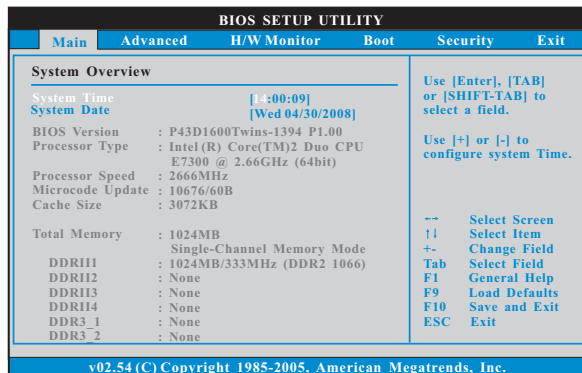 BIOS SETUP UTILITY
Main Advanced H/W Monitor Boot Security Exit
System Overview
System Time [14:00:09]
System Date [Wed 04/30/2008]
BIOS Version : P43D1600Twins-1394 P1.00
Processor Type : Intel (R) Core(TM)2 Duo CPU
E7300 @ 2.66GHz (64bit)
Processor Speed : 2666MHz
Microcode Update : 10676/60B
Cache Size : 3072KB
Total Memory : 1024MB
Single-Channel Memory Mode
DDRII1 : 1024MB/333MHz (DDR2 1066)
DDRII2 : None
DDRII3 : None
DDRII4 : None
DDR3_1 : None
DDR3_2 : None
Use [Enter], [TAB]
or [SHIFT-TAB] to
select a field.
Use [+] or [-] to
configure system Time.
←→ Select Screen
↑↓ Select Item
+- Change Field
Tab Select Field
F1 General Help
F9 Load Defaults
F10 Save and Exit
ESC Exit
v02.54 (C) Copyright 1985-2005, American Megatrends, Inc.